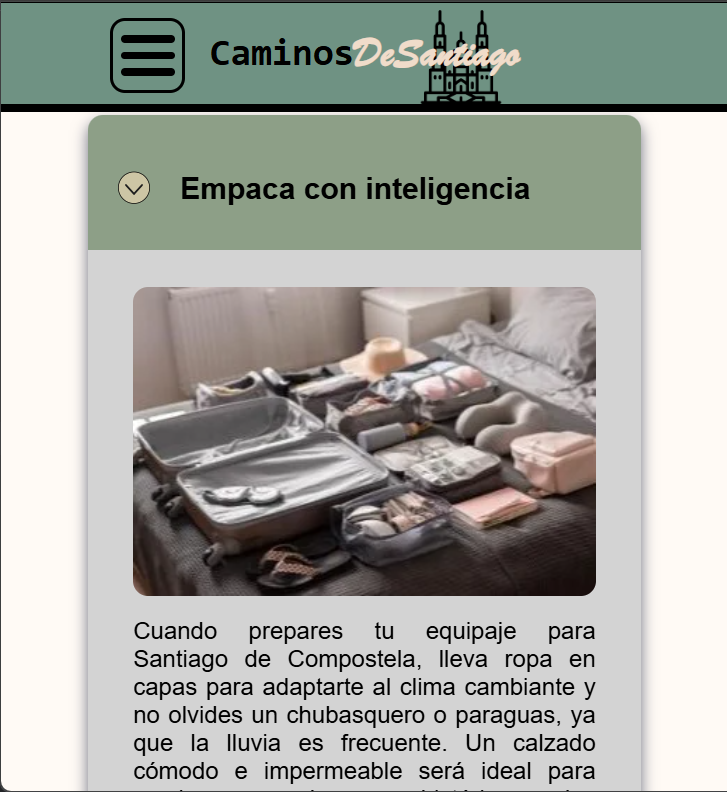 CaminosDeSantiago
Empaca con inteligencia
Cuando prepares tu equipaje para
Santiago de Compostela, lleva ropa en
capas para adaptarte al clima cambiante y
no olvides un chubasquero o paraguas, ya
que la lluvia es frecuente. Un calzado
cómodo e impermeable será ideal para